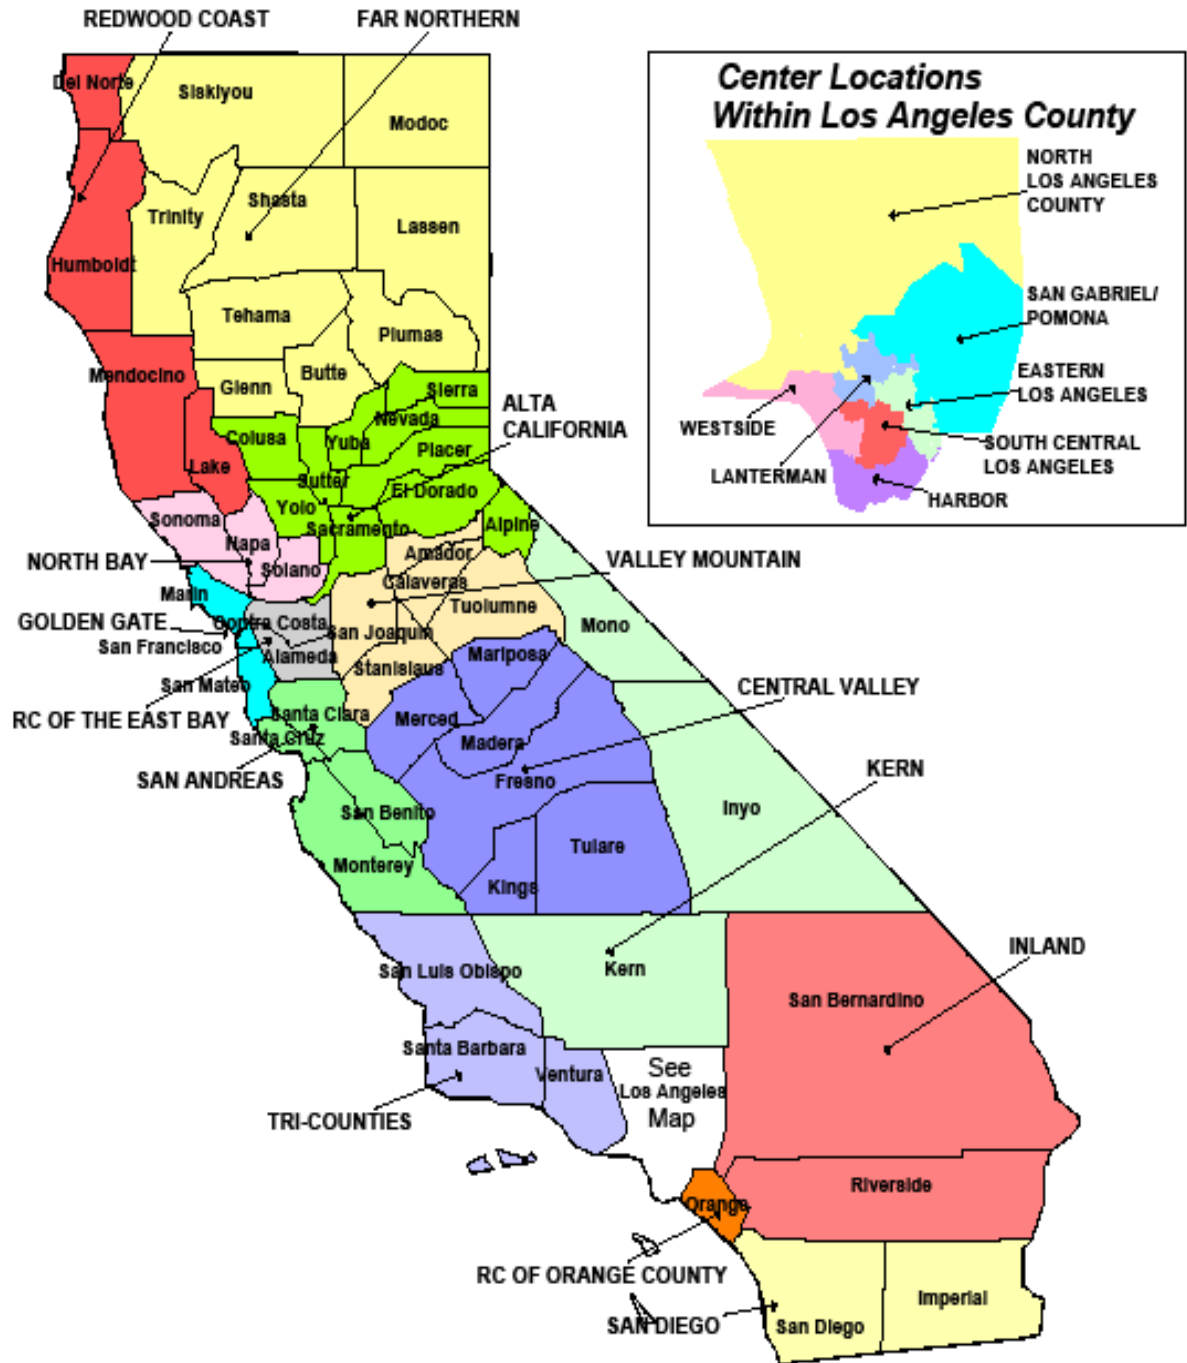 REDWOOD COAST
FAR NORTHERN
Del Norte
Siskiyou
Modoc
Trinity
Shasta
Lassen
Humboldt
Tehama
Plumas
Mendocino
Glenn
Butte
Sierra
Nevada
Colusa
Yuba
Placer
Lake
Sutter
El Dorado
Yolo
Sacramento
Alpine
Sonoma
Napa
Solano
ALTA
CALIFORNIA
NORTH BAY
Amador
Calaveras
VALLEY MOUNTAIN
Marin
GOLDEN GATE
Contra Costa
San Joaquin
Tuolumne
Mono
San Francisco
Alameda
Stanislaus
Mariposa
San Mateo
CENTRAL VALLEY
RC OF THE EAST BAY
Santa Clara
Merced
Santa Cruz
Madera
SAN ANDREAS
Fresno
KERN
San Benito
Inyo
Tulare
Monterey
Kings
San Luis Obispo
Kern
INLAND
San Bernardino
Santa Barbara
Ventura
See
Los Angeles
Map
TRI-COUNTIES
Riverside
Orange
RC OF ORANGE COUNTY
SAN DIEGO
San Diego
Imperial
Center Locations
Within Los Angeles County
NORTH
LOS ANGELES
COUNTY
SAN GABRIEL/
POMONA
EASTERN
LOS ANGELES
WESTSIDE
LANTERMAN
SOUTH CENTRAL
LOS ANGELES
HARBOR